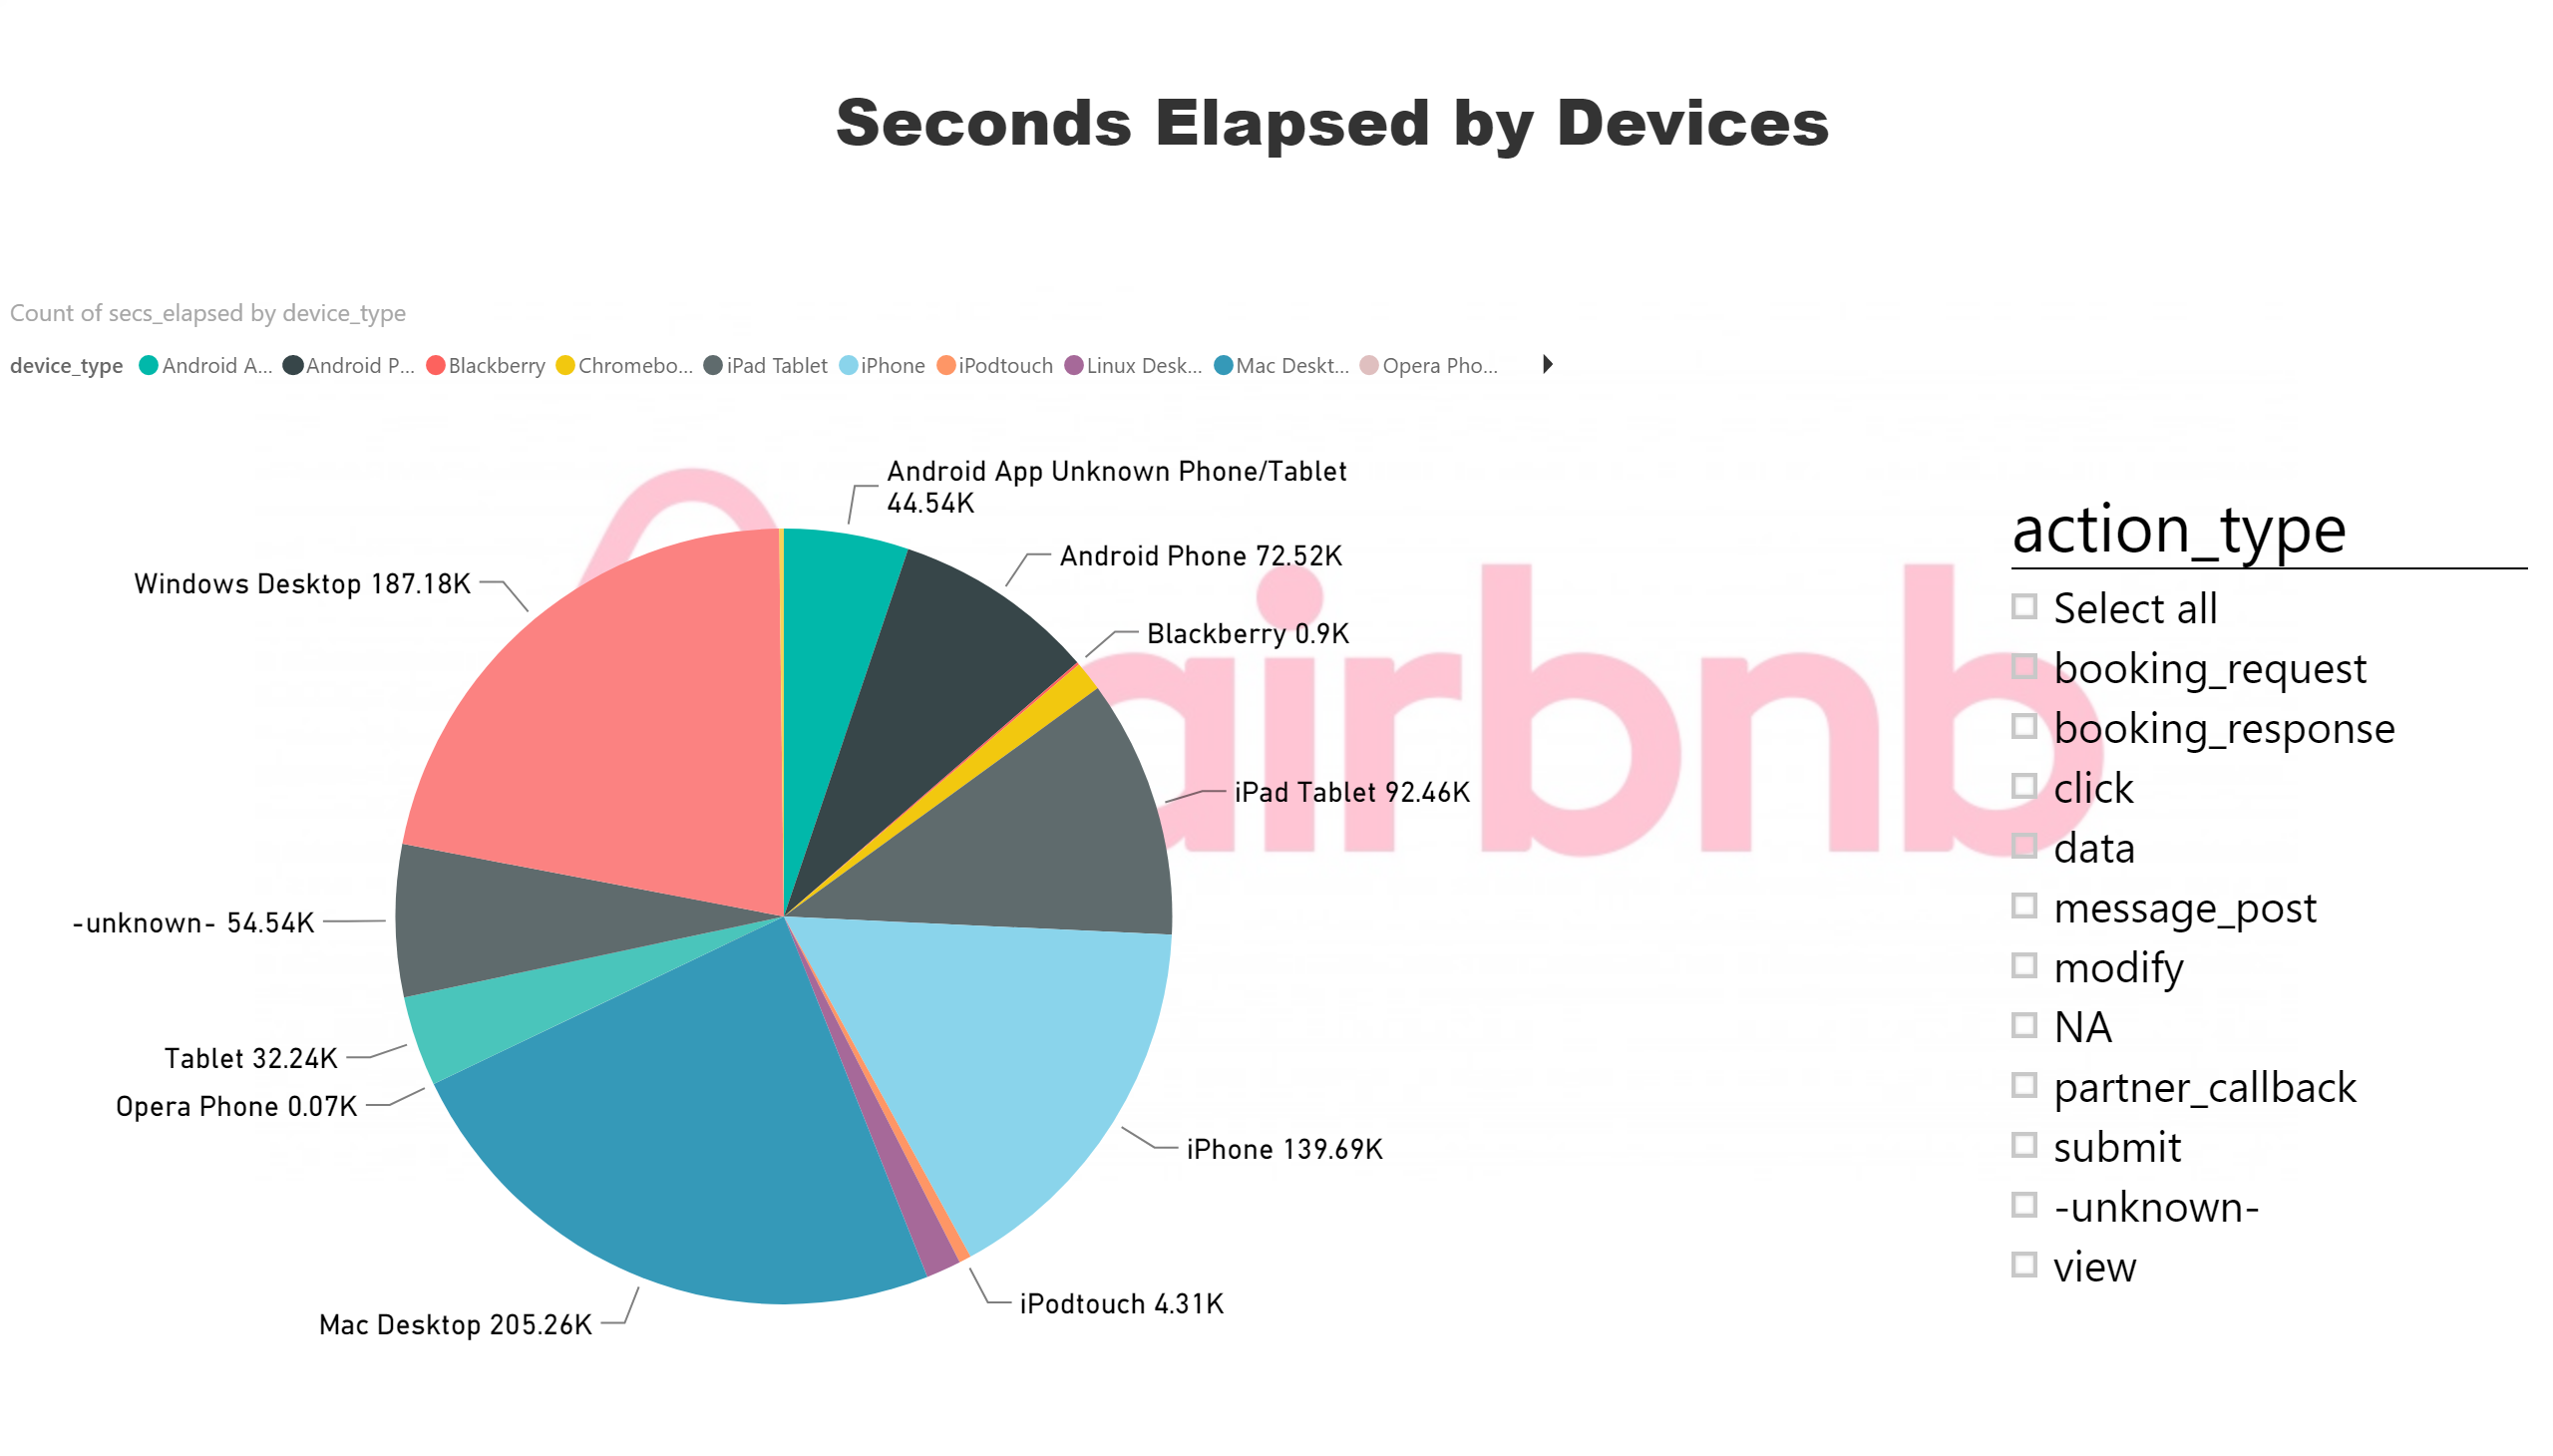 Seconds Elapsed by Devices
Count of secs_elapsed by device_type
device_type Android A... Android P... Blackberry Chromebo... iPad Tablet iPhone iPodtouch Linux Desk... Mac Deskt... Opera Pho...
Android App Unknown Phone/Tablet
44.54K
Android Phone 72.52K
Blackberry 0.9K
iPad Tablet 92.46K
iPhone 139.69K
iPodtouch 4.31K
Mac Desktop 205.26K
Opera Phone 0.07K
Tablet 32.24K
-unknown- 54.54K
Windows Desktop 187.18K
airbnb
action_type
Select all
booking_request
booking_response
click
data
message_post
modify
NA
partner_callback
submit
-unknown-
view